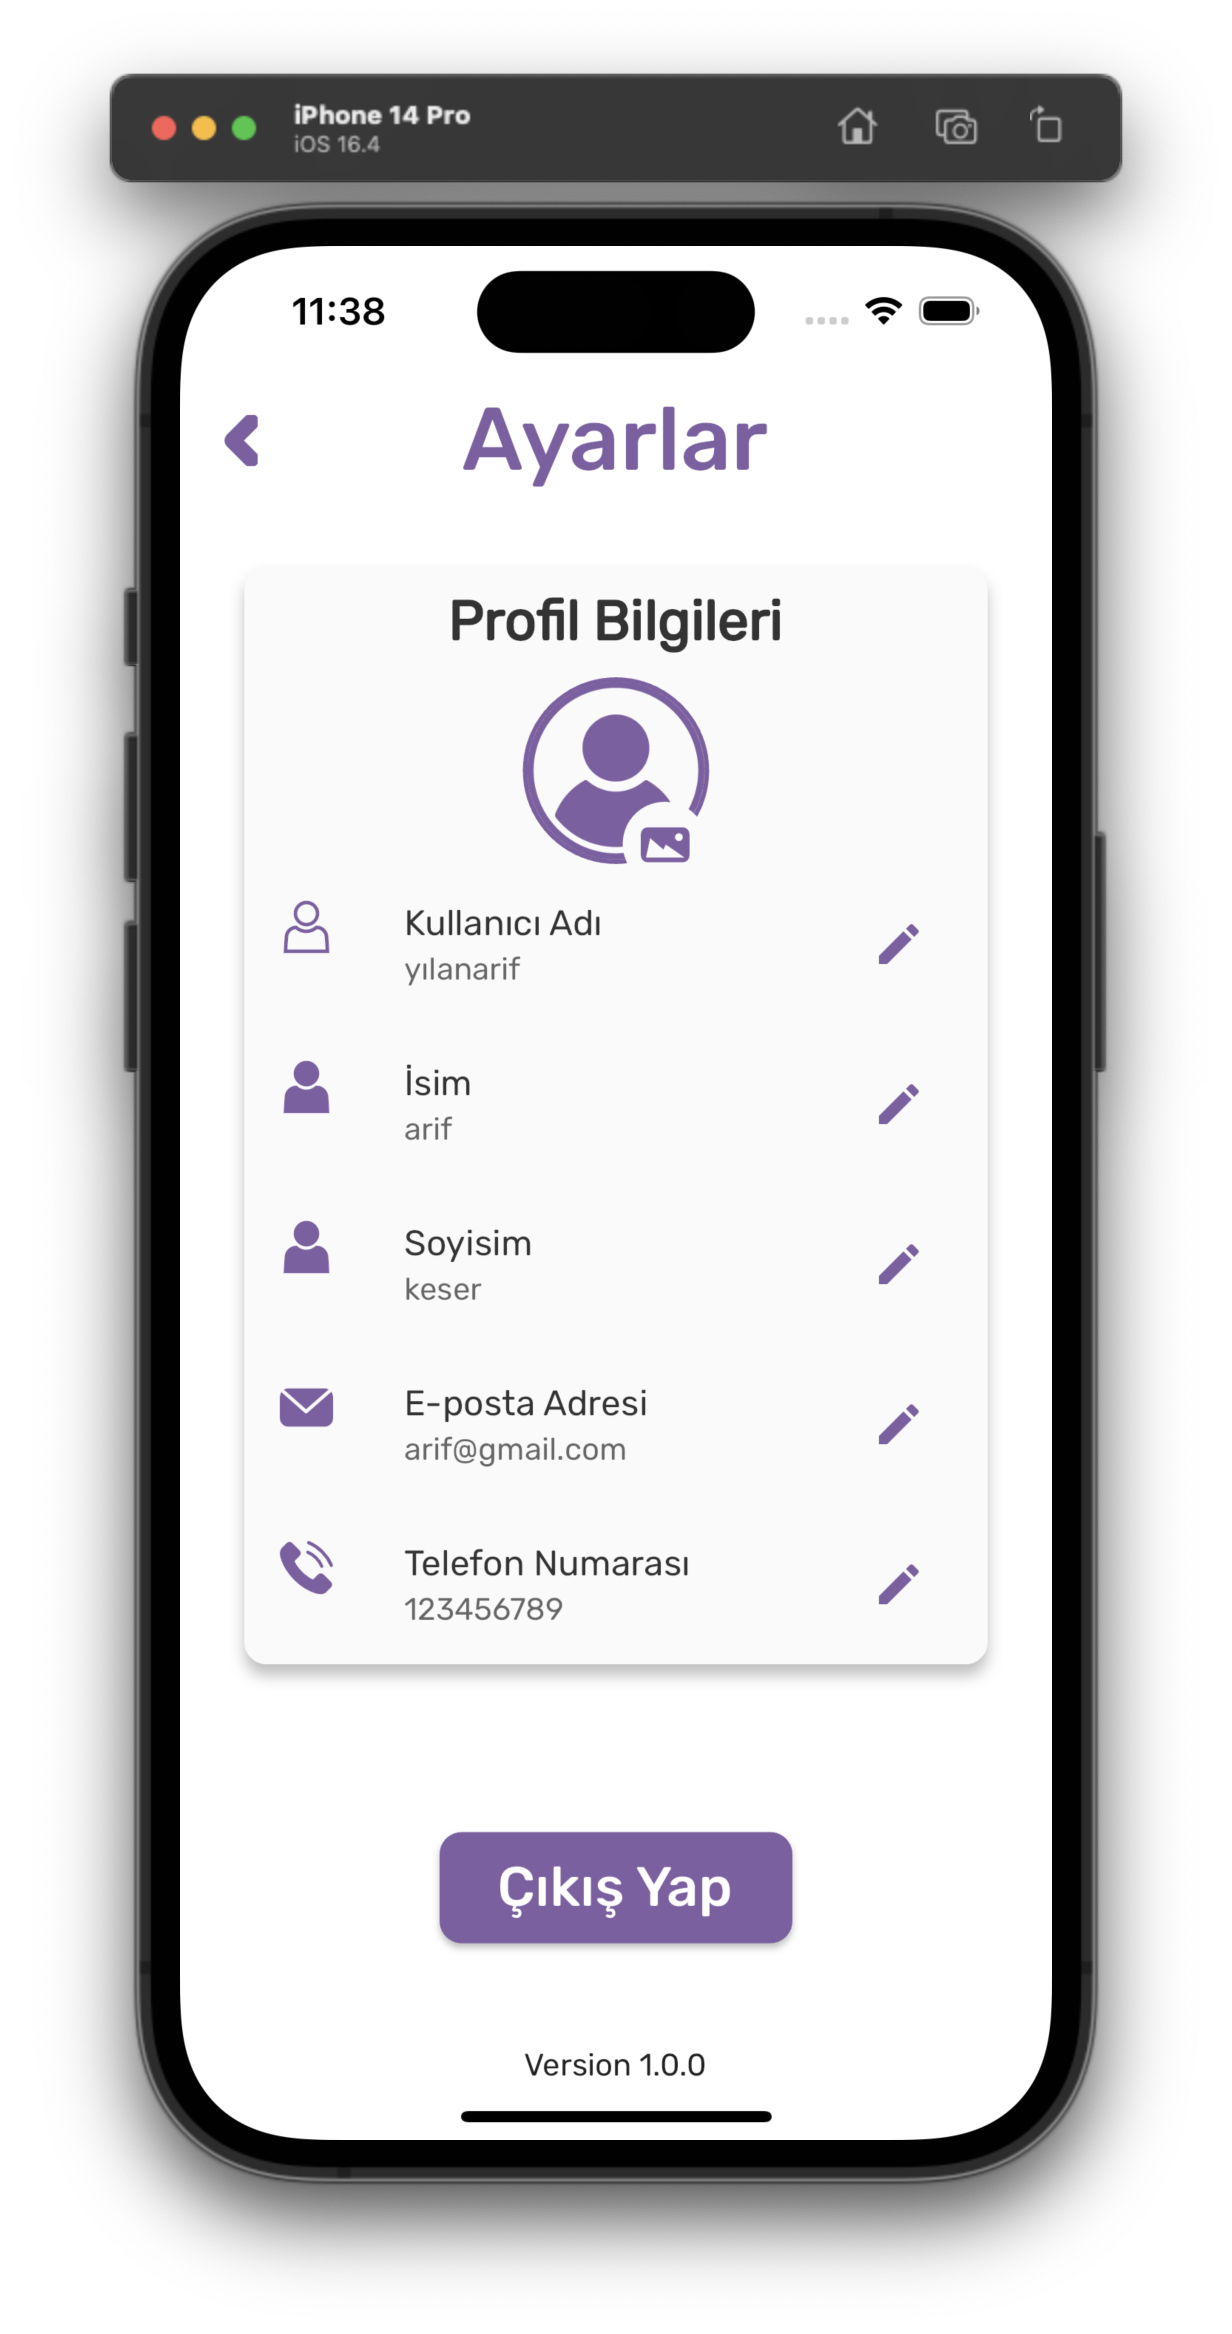 iPhone 14 Pro
iOS 16.4
11:38
Ayarlar
Profil Bilgileri
Kullanıcı Adı
yılanarif
İsim
arif
Soyisim
keser
E-posta Adresi
arif@gmail.com
Telefon Numarası
123456789
Çıkış Yap
Version 1.0.0